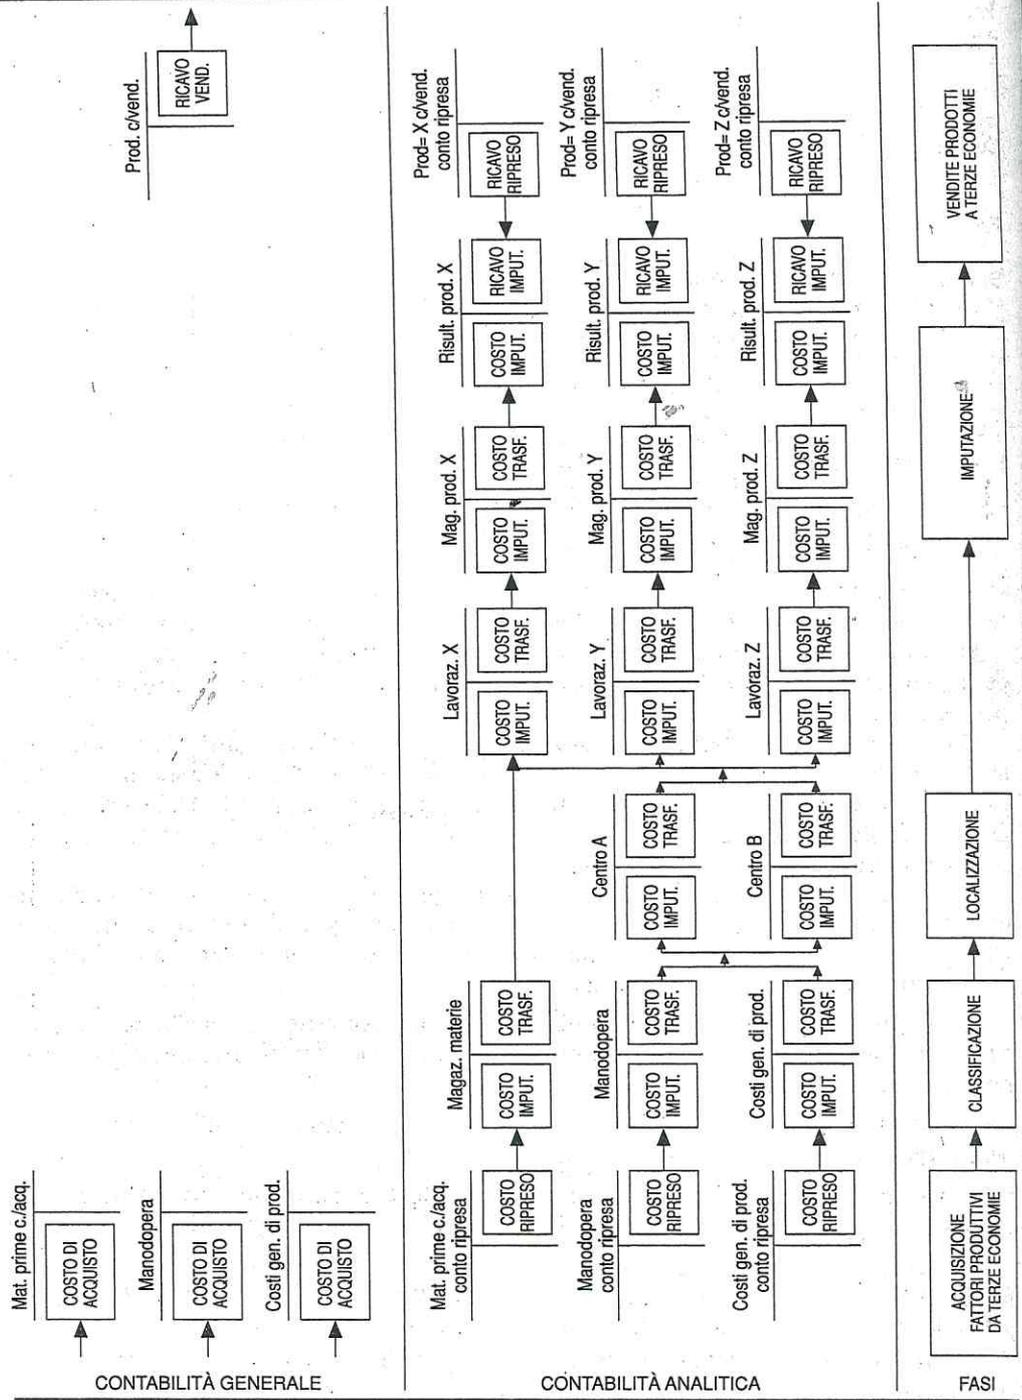 CONTABILITÀ GENERALE
Mat. prime c./acq.
COSTO DI
ACQUISTO
Manodopera
COSTO DI
ACQUISTO
Costi gen. di prod.
COSTO DI
ACQUISTO
Prod. c/vend.
RICAVO
VEND.
CONTABILITÀ ANALITICA
Mat. prime c./acq.
conto ripresa
COSTO
RIPRESO
Magaz. materie
COSTO
IMPUT.
COSTO
TRASF.
Lavoraz. X
COSTO
IMPUT.
COSTO
TRASF.
Mag. prod. X
COSTO
IMPUT.
COSTO
TRASF.
Risult. prod. X
COSTO
IMPUT.
RICAVO
IMPUT.
Prod= X c/vend.
conto ripresa
RICAVO
RIPRESO
Manodopera
conto ripresa
COSTO
RIPRESO
Manodopera
COSTO
IMPUT.
COSTO
TRASF.
Centro A
COSTO
IMPUT.
COSTO
TRASF.
Lavoraz. Y
COSTO
IMPUT.
COSTO
TRASF.
Mag. prod. Y
COSTO
IMPUT.
COSTO
TRASF.
Risult. prod. Y
COSTO
IMPUT.
RICAVO
IMPUT.
Prod= Y c/vend.
conto ripresa
RICAVO
RIPRESO
Costi gen. di prod.
conto ripresa
COSTO
RIPRESO
Costi gen. di prod.
COSTO
IMPUT.
COSTO
TRASF.
Centro B
COSTO
IMPUT.
COSTO
TRASF.
Lavoraz. Z
COSTO
IMPUT.
COSTO
TRASF.
Mag. prod. Z
COSTO
IMPUT.
COSTO
TRASF.
Risult. prod. Z
COSTO
IMPUT.
RICAVO
IMPUT.
Prod= Z c/vend.
conto ripresa
RICAVO
RIPRESO
FASI
ACQUISIZIONE
FATTORI PRODUTTIVI
DA TERZE ECONOMIE
CLASSIFICAZIONE
LOCALIZZAZIONE
IMPUTAZIONE
VENDITE PRODOTTI
A TERZE ECONOMIE